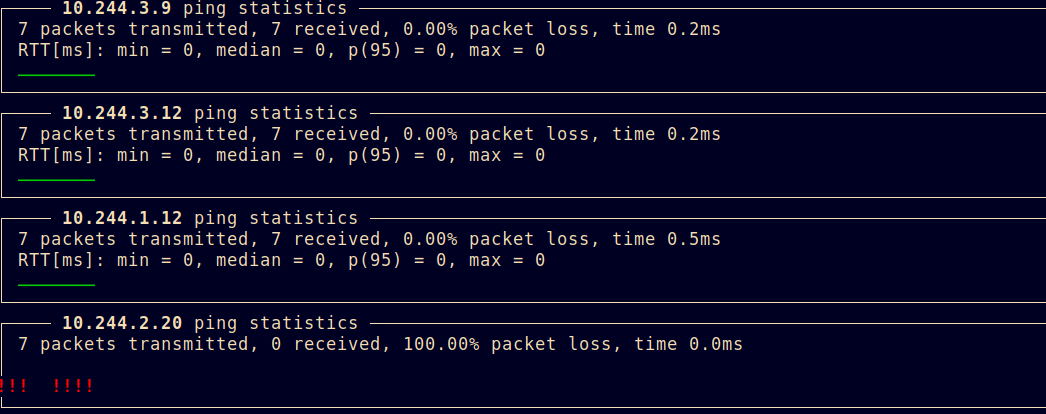 10.244.3.9 ping statistics
7 packets transmitted, 7 received, 0.00% packet loss, time 0.2ms
RTT[ms]: min = 0, median = 0, p(95) = 0, max = 0
10.244.3.12 ping statistics
7 packets transmitted, 7 received, 0.00% packet loss, time 0.2ms
RTT[ms]: min = 0, median = 0, p(95) = 0, max = 0
10.244.1.12 ping statistics
7 packets transmitted, 7 received, 0.00% packet loss, time 0.5ms
RTT[ms]: min = 0, median = 0, p(95) = 0, max = 0
10.244.2.20 ping statistics
7 packets transmitted, 0 received, 100.00% packet loss, time 0.0ms
!!! !!!!